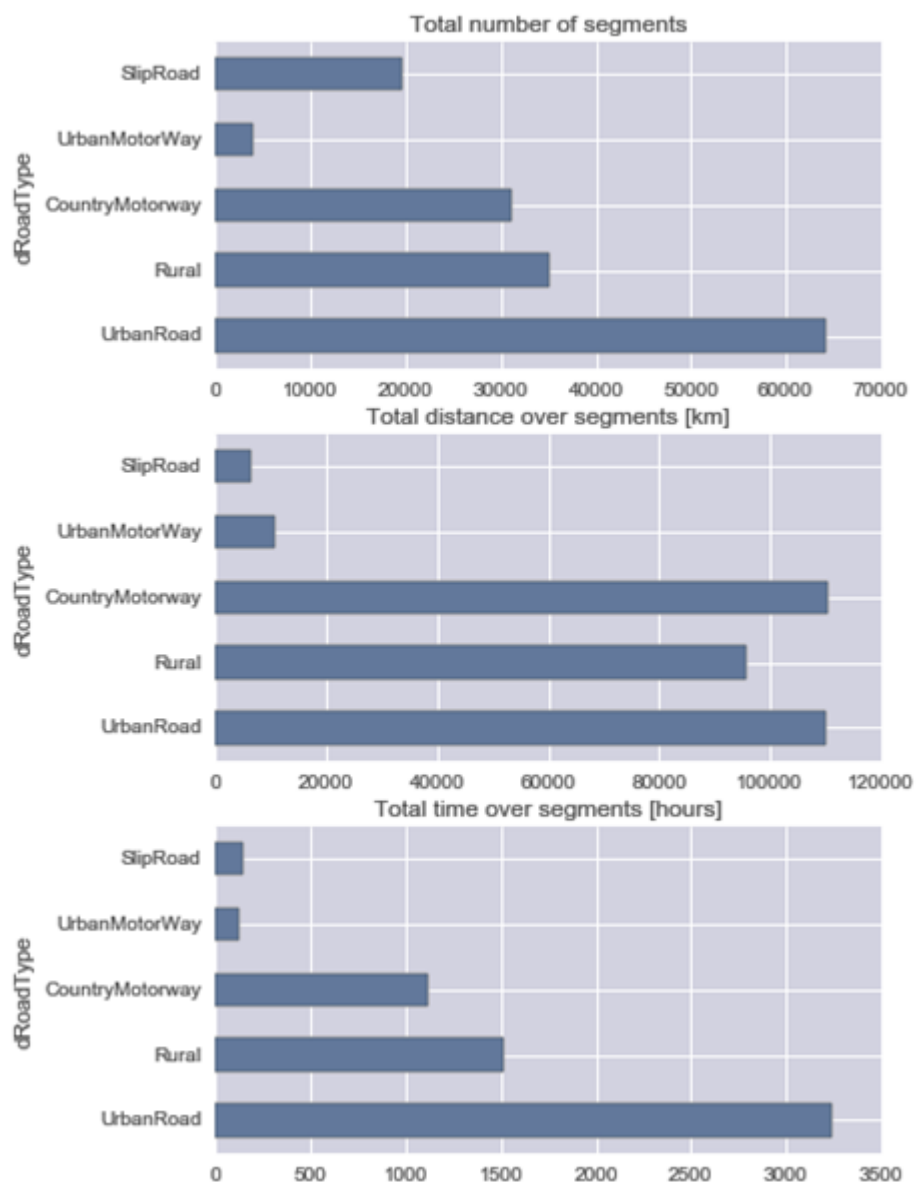 Total number of segments
dRoadType
SlipRoad
UrbanMotorWay
CountryMotorway
Rural
UrbanRoad
0 10000 20000 30000 40000 50000 60000 70000
Total distance over segments [km]
dRoadType
SlipRoad
UrbanMotorWay
CountryMotorway
Rural
UrbanRoad
0 20000 40000 60000 80000 100000 120000
Total time over segments [hours]
dRoadType
SlipRoad
UrbanMotorWay
CountryMotorway
Rural
UrbanRoad
0 500 1000 1500 2000 2500 3000 3500